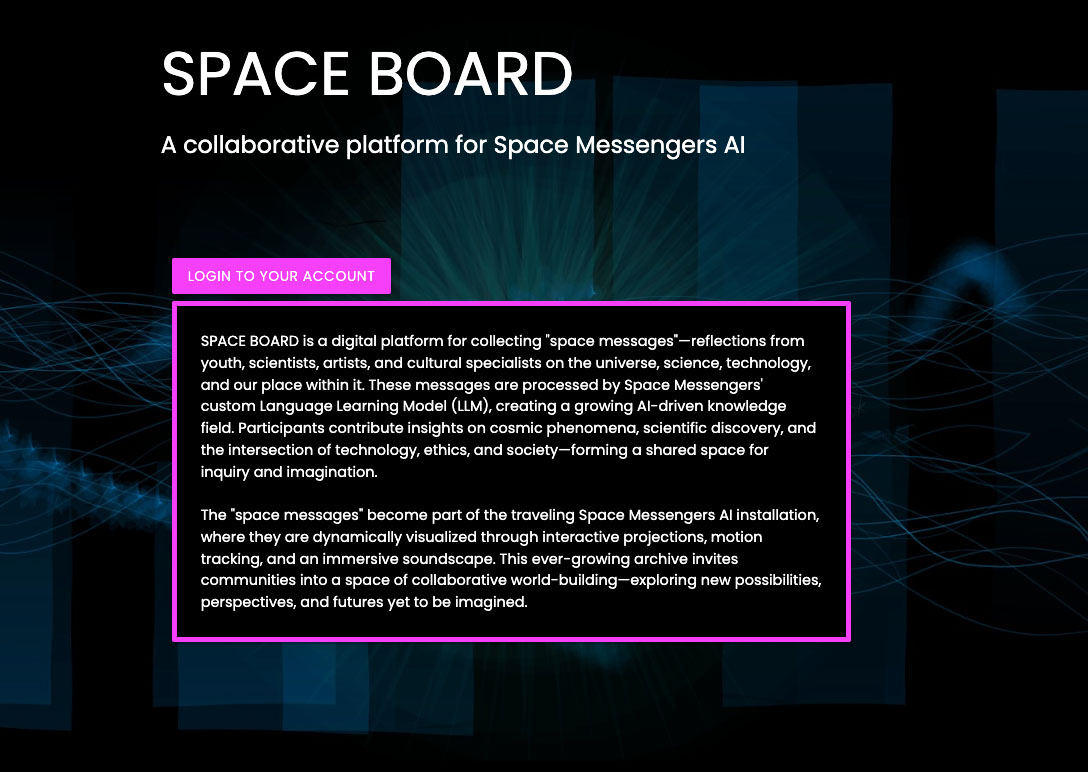 SPACE BOARD
A collaborative platform for Space Messengers AI
LOGIN TO YOUR ACCOUNT
SPACE BOARD is a digital platform for collecting "space messages"—reflections from
youth, scientists, artists, and cultural specialists on the universe, science, technology,
and our place within it. These messages are processed by Space Messengers'
custom Language Learning Model (LLM), creating a growing AI-driven knowledge
field. Participants contribute insights on cosmic phenomena, scientific discovery, and
the intersection of technology, ethics, and society—forming a shared space for
inquiry and imagination.
The "space messages" become part of the traveling Space Messengers AI installation,
where they are dynamically visualized through interactive projections, motion
tracking, and an immersive soundscape. This ever-growing archive invites
communities into a space of collaborative world-building—exploring new possibilities,
perspectives, and futures yet to be imagined.